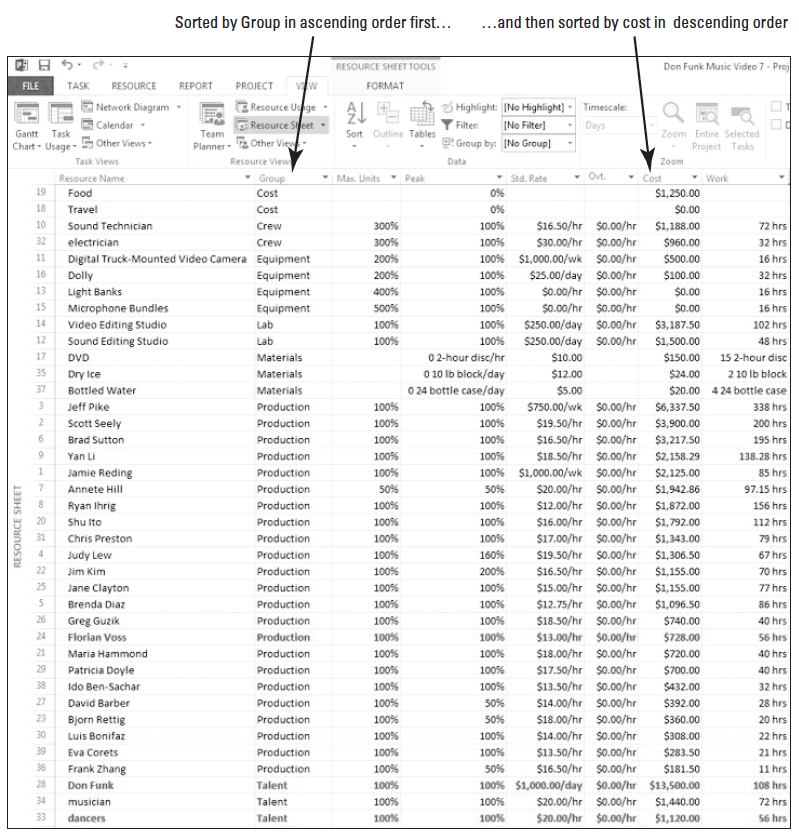 Sorted by Group in ascending order first… …and then sorted by cost in descending order
RESOURCE SHEET TOOLS Don Funk Music Video 7 - Proj
FILE TASK RESOURCE REPORT PROJECT VIEW FORMAT
Network Diagram Resource Usage Highlight: [No Highlight] Timescale:
Calendar Resource Sheet Filter: [No Filter] Days
Other Views Other Views Group by: [No Group]
Gantt Chart Task Usage Team Planner Sort Outline Tables Zoom Entire Project Selected Tasks
Task Views Resource Views Data Zoom
Resource Name Group Max. Units Peak Std. Rate Ovt. Cost Work
19 Food Cost 0% $1,250.00
18 Travel Cost 0% $0.00
10 Sound Technician Crew 300% 100% $16.50/hr $0.00/hr $1,188.00 72 hrs
32 electrician Crew 300% 100% $30.00/hr $0.00/hr $960.00 32 hrs
11 Digital Truck-Mounted Video Camera Equipment 200% 100% $1,000.00/wk $0.00/hr $500.00 16 hrs
16 Dolly Equipment 200% 100% $25.00/day $0.00/hr $100.00 32 hrs
13 Light Banks Equipment 400% 100% $0.00/hr $0.00/hr $0.00 16 hrs
15 Microphone Bundles Equipment 500% 100% $0.00/hr $0.00/hr $0.00 16 hrs
14 Video Editing Studio Lab 100% 100% $250.00/day $0.00/hr $3,187.50 102 hrs
12 Sound Editing Studio Lab 100% 100% $250.00/day $0.00/hr $1,500.00 48 hrs
17 DVD Materials 0 2-hour disc/hr $10.00 $150.00 15 2-hour disc
35 Dry Ice Materials 0 10 lb block/day $12.00 $24.00 2 10 lb block
37 Bottled Water Materials 0 24 bottle case/day $5.00 $20.00 4 24 bottle case
3 Jeff Pike Production 100% 100% $750.00/wk $0.00/hr $6,337.50 338 hrs
2 Scott Seely Production 100% 100% $19.50/hr $0.00/hr $3,900.00 200 hrs
6 Brad Sutton Production 100% 100% $16.50/hr $0.00/hr $3,217.50 195 hrs
9 Yan Li Production 100% 100% $18.50/hr $0.00/hr $2,158.29 138.28 hrs
1 Jamie Reding Production 100% 100% $1,000.00/wk $0.00/hr $2,125.00 85 hrs
7 Annete Hill Production 50% 50% $20.00/hr $0.00/hr $1,942.86 97.15 hrs
8 Ryan Ihrig Production 100% 100% $12.00/hr $0.00/hr $1,872.00 156 hrs
20 Shu Ito Production 100% 100% $16.00/hr $0.00/hr $1,792.00 112 hrs
31 Chris Preston Production 100% 100% $17.00/hr $0.00/hr $1,343.00 79 hrs
4 Judy Lew Production 100% 160% $19.50/hr $0.00/hr $1,306.50 67 hrs
22 Jim Kim Production 100% 200% $16.50/hr $0.00/hr $1,155.00 70 hrs
25 Jane Clayton Production 100% 100% $15.00/hr $0.00/hr $1,155.00 77 hrs
5 Brenda Diaz Production 100% 100% $12.75/hr $0.00/hr $1,096.50 86 hrs
26 Greg Guzik Production 100% 100% $18.50/hr $0.00/hr $740.00 40 hrs
24 Florian Voss Production 100% 100% $13.00/hr $0.00/hr $728.00 56 hrs
21 Maria Hammond Production 100% 100% $18.00/hr $0.00/hr $720.00 40 hrs
29 Patricia Doyle Production 100% 100% $17.50/hr $0.00/hr $700.00 40 hrs
38 Ido Ben-Sachar Production 100% 100% $13.50/hr $0.00/hr $432.00 32 hrs
27 David Barber Production 100% 50% $14.00/hr $0.00/hr $392.00 28 hrs
23 Bjorn Rettig Production 100% 50% $18.00/hr $0.00/hr $360.00 20 hrs
30 Luis Bonifaz Production 100% 100% $14.00/hr $0.00/hr $308.00 22 hrs
39 Eva Corets Production 100% 100% $13.50/hr $0.00/hr $283.50 21 hrs
36 Frank Zhang Production 100% 50% $16.50/hr $0.00/hr $181.50 11 hrs
28 Don Funk Talent 100% 100% $1,000.00/day $0.00/hr $13,500.00 108 hrs
34 musician Talent 100% 100% $20.00/hr $0.00/hr $1,440.00 72 hrs
33 dancers Talent 100% 100% $20.00/hr $0.00/hr $1,120.00 56 hrs
RESOURCE SHEET